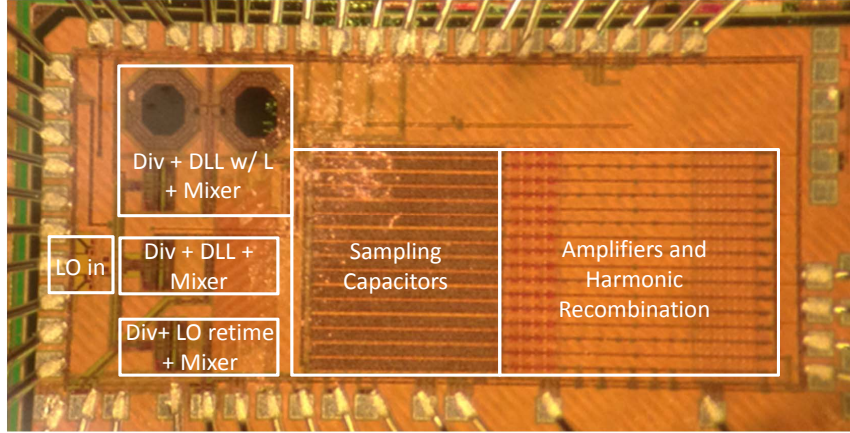 Div + DLL w/ L
+ Mixer
LO in
Div + DLL +
Mixer
Div+ LO retime
+ Mixer
Sampling
Capacitors
Amplifiers and
Harmonic
Recombination